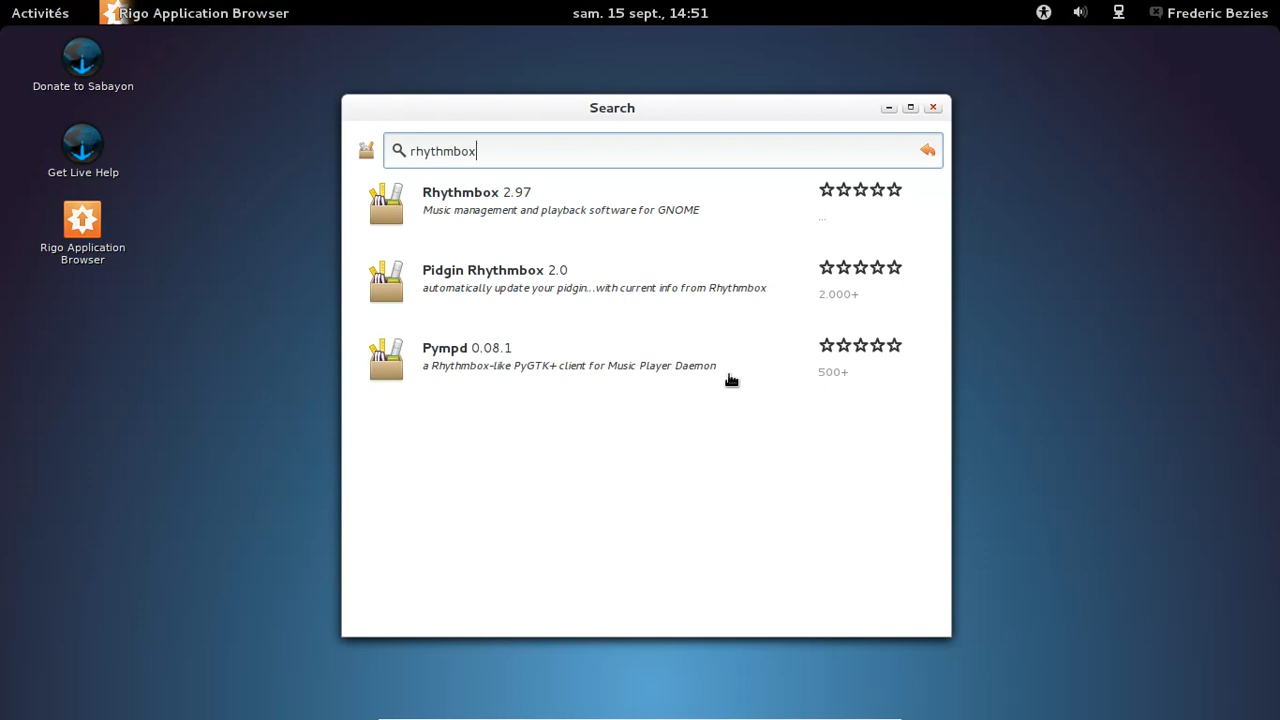 Activités
Rigo Application Browser
sam. 15 sept., 14:51
Frederic Bezies
Donate to Sabayon
Get Live Help
Rigo Application
Browser
Search
rhythmbox
Rhythmbox 2.97
Music management and playback software for GNOME
...
Pidgin Rhythmbox 2.0
automatically update your pidgin...with current info from Rhythmbox
2.000+
Pympd 0.08.1
a Rhythmbox-like PyGTK+ client for Music Player Daemon
500+